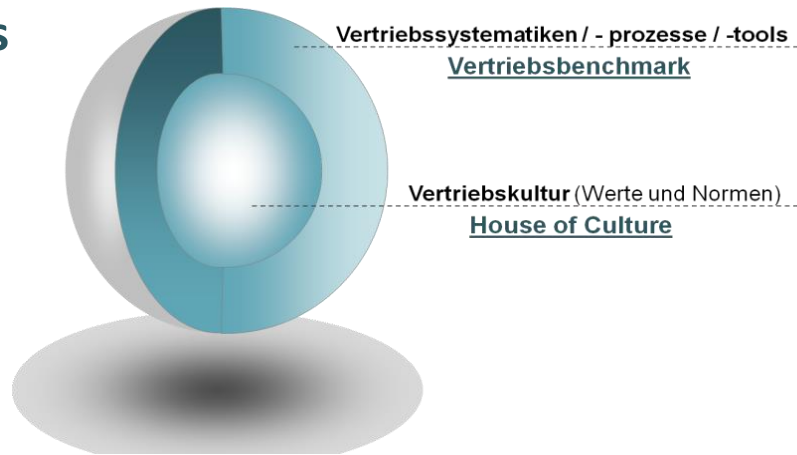 s
Vertriebssystematiken / - prozesse / -tools
Vertriebsbenchmark
Vertriebskultur (Werte und Normen)
House of Culture